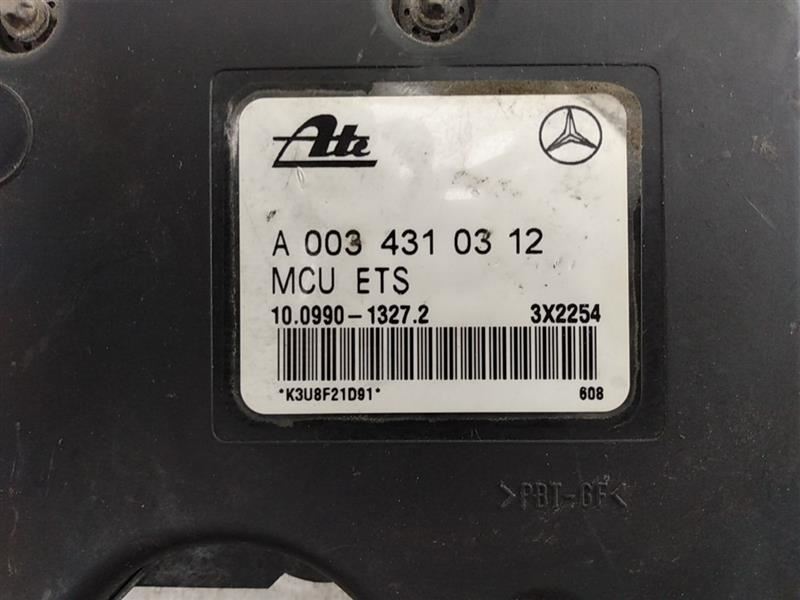 Ate
A 003 431 03 12
MCU ETS
10.0990-1327.2 3X2254
*K3U8F21D91* 608
>PBT-GF<